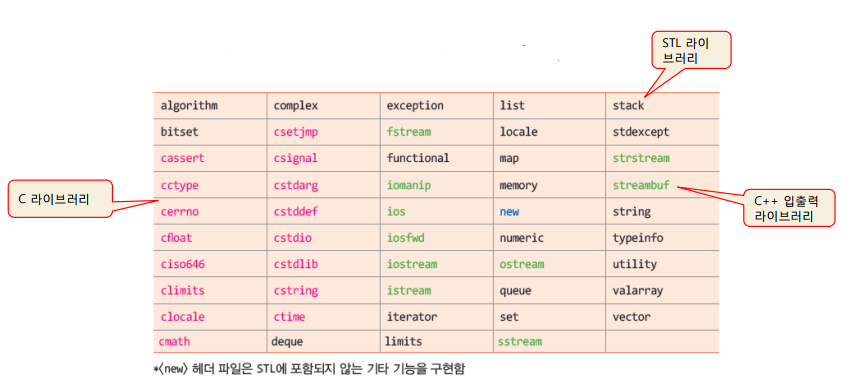 STL 라이
브러리
algorithm complex exception list stack
bitset csetjmp fstream locale stdexcept
cassert csignal functional map strstream
cctype cstdarg iomanip memory streambuf
C 라이브러리
C++ 입출력
라이브러리
cerrno cstddef ios new string
cfloat cstdio iosfwd numeric typeinfo
ciso646 cstdlib iostream ostream utility
climits cstring istream queue valarray
clocale ctime iterator set vector
cmath deque limits sstream
*<new> 헤더 파일은 STL에 포함되지 않는 기타 기능을 구현함